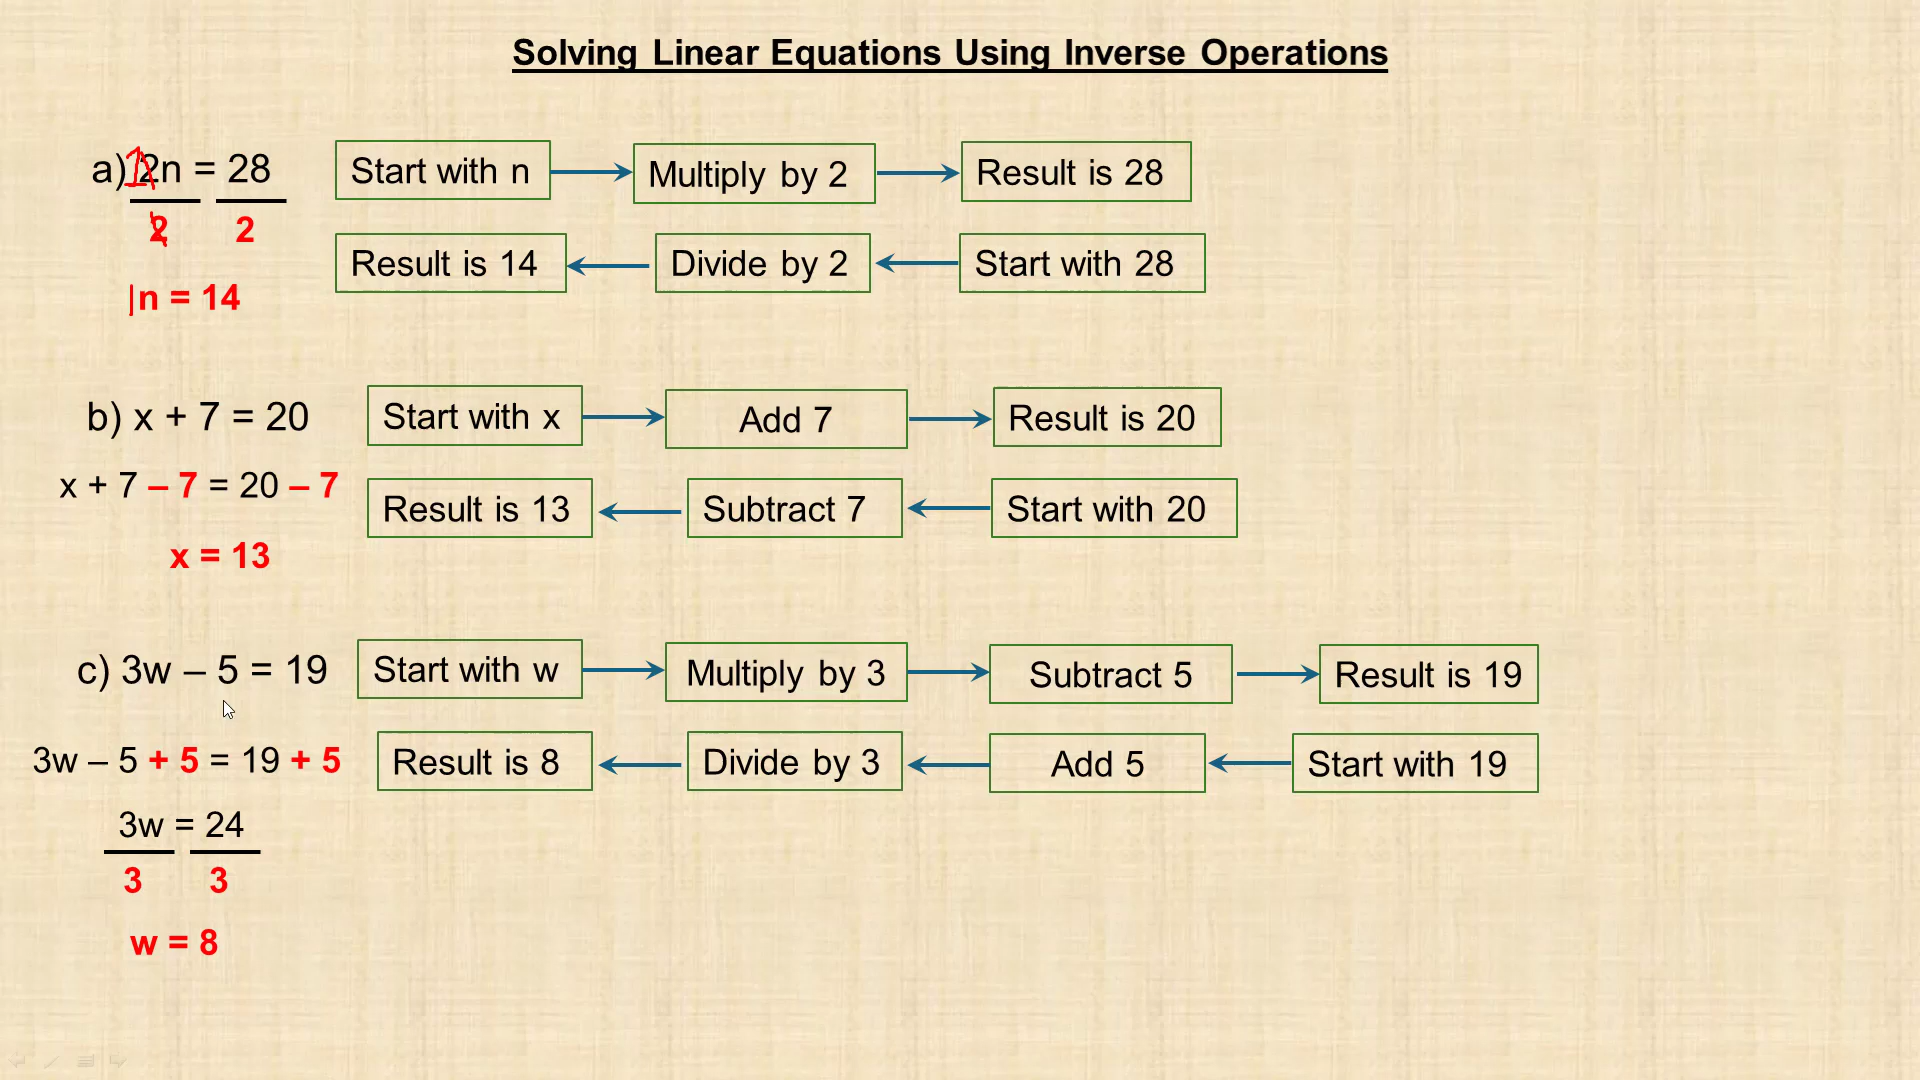 Solving Linear Equations Using Inverse Operations
a) 2n = 28
1
2 2
1n = 14
Start with n
Multiply by 2
Result is 28
Result is 14
Divide by 2
Start with 28
b) x + 7 = 20
x + 7 – 7 = 20 – 7
x = 13
Start with x
Add 7
Result is 20
Result is 13
Subtract 7
Start with 20
c) 3w – 5 = 19
3w – 5 + 5 = 19 + 5
3w = 24
3 3
w = 8
Start with w
Multiply by 3
Subtract 5
Result is 19
Result is 8
Divide by 3
Add 5
Start with 19